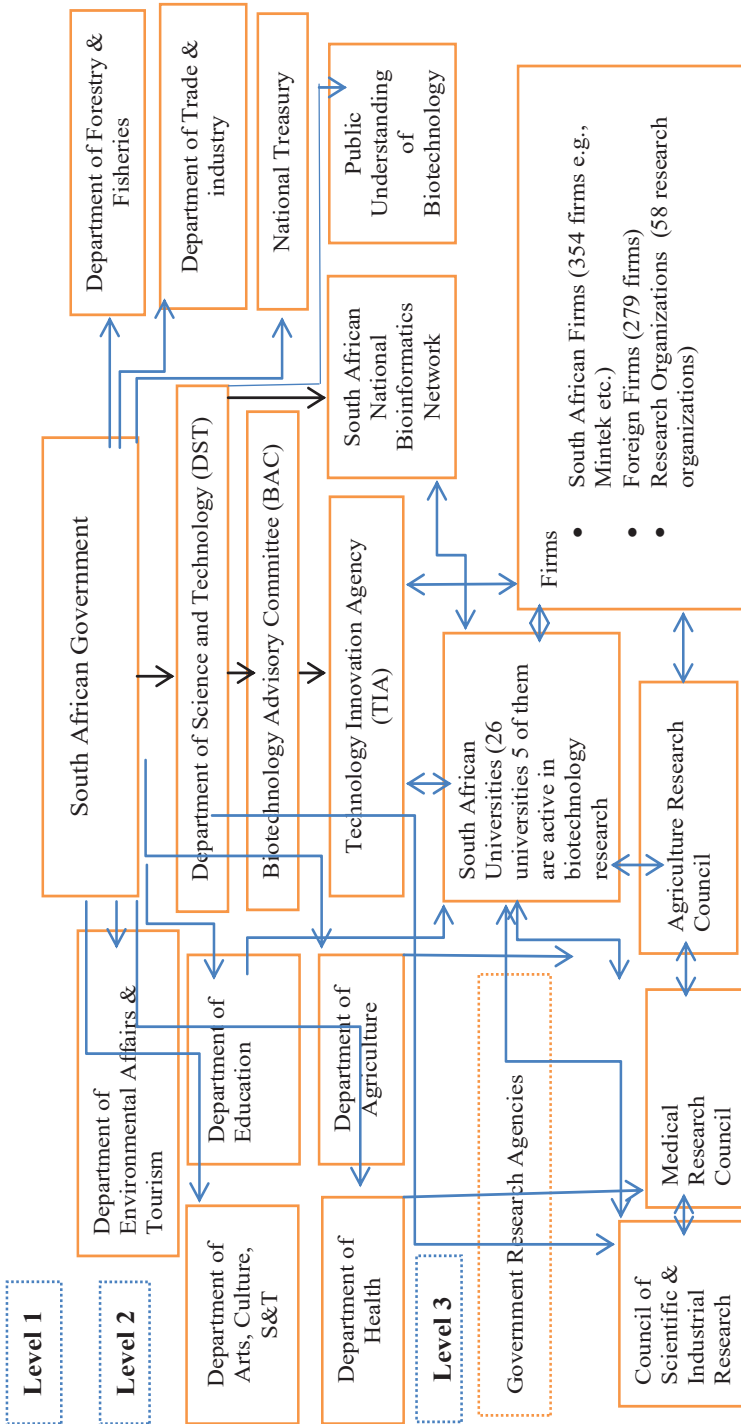 Level 1
South African Government
Level 2
Department of
Environmental Affairs &
Tourism
Department of Forestry &
Fisheries
Department of Trade &
industry
National Treasury
Department of
Arts, Culture,
S&T
Department of
Education
Department of Science and Technology (DST)
Biotechnology Advisory Committee (BAC)
Department of
Health
Department of
Agriculture
Technology Innovation Agency
(TIA)
South African
National
Bioinformatics
Network
Public
Understanding
of
Biotechnology
Level 3
Government Research Agencies
South African
Universities (26
universities 5 of them
are active in
biotechnology
research
Firms
• South African Firms (354 firms e.g.,
Mintek etc.)
• Foreign Firms (279 firms)
• Research Organizations (58 research
organizations)
Council of
Scientific &
Industrial
Research
Medical
Research
Council
Agriculture Research
Council